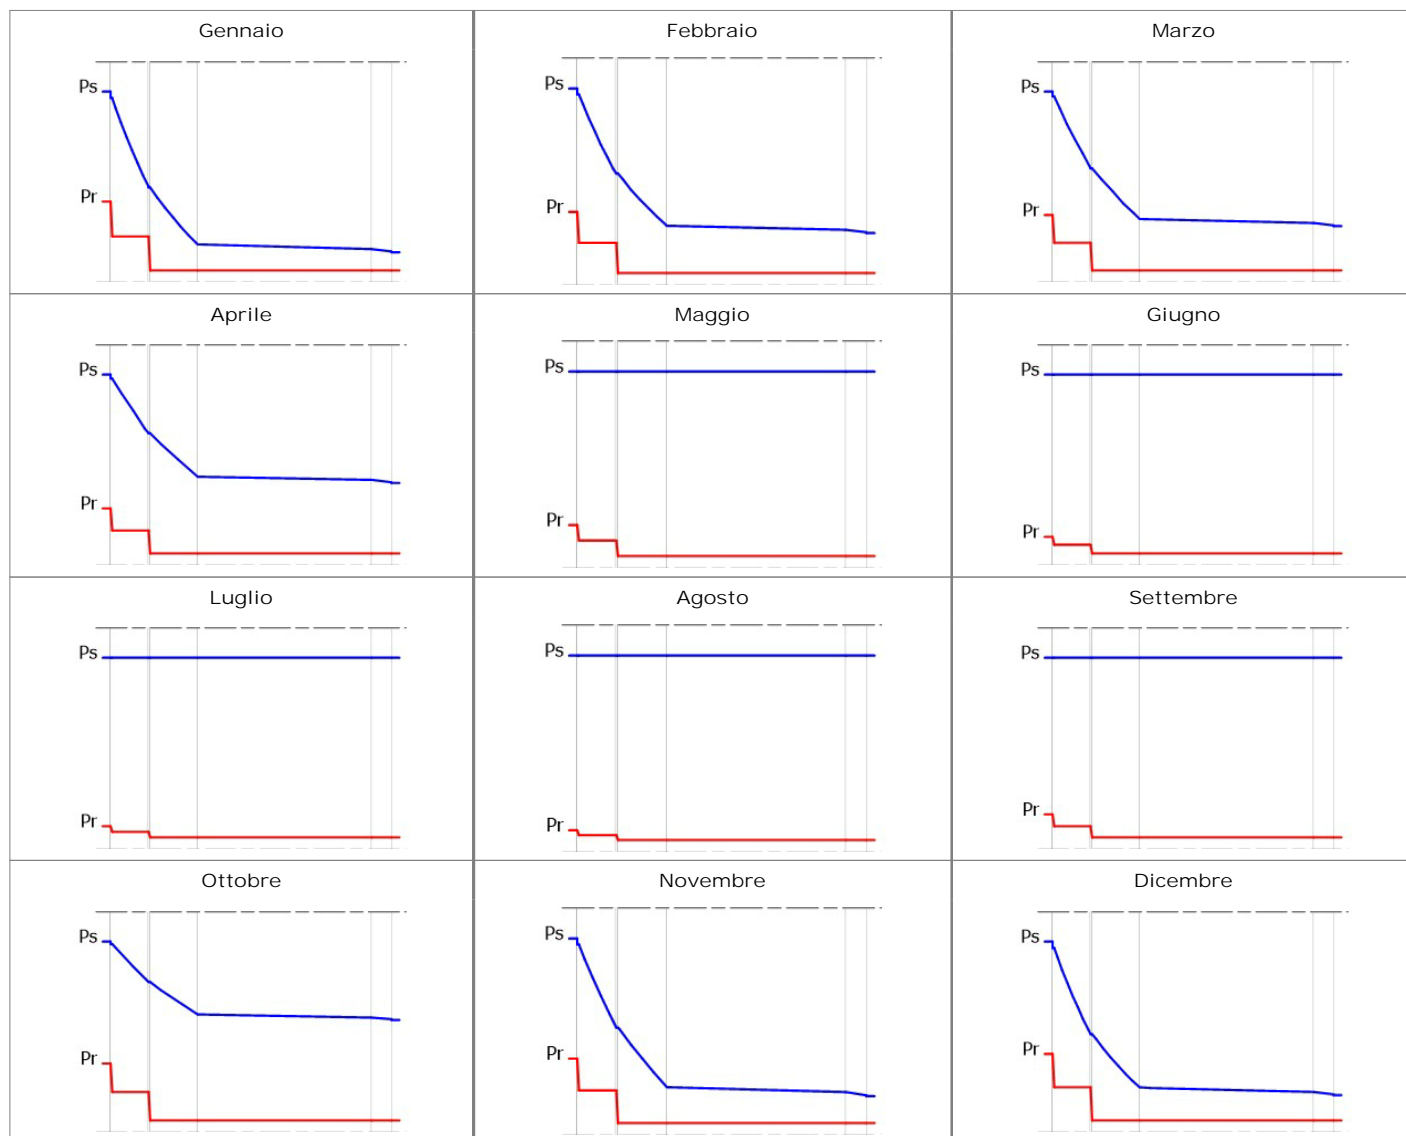 Gennaio Febbraio Marzo
Ps Ps Ps
Pr Pr Pr
Aprile Maggio Giugno
Ps Ps Ps
Pr Pr Pr
Luglio Agosto Settembre
Ps Ps Ps
Pr Pr Pr
Ottobre Novembre Dicembre
Ps Ps Ps
Pr Pr Pr